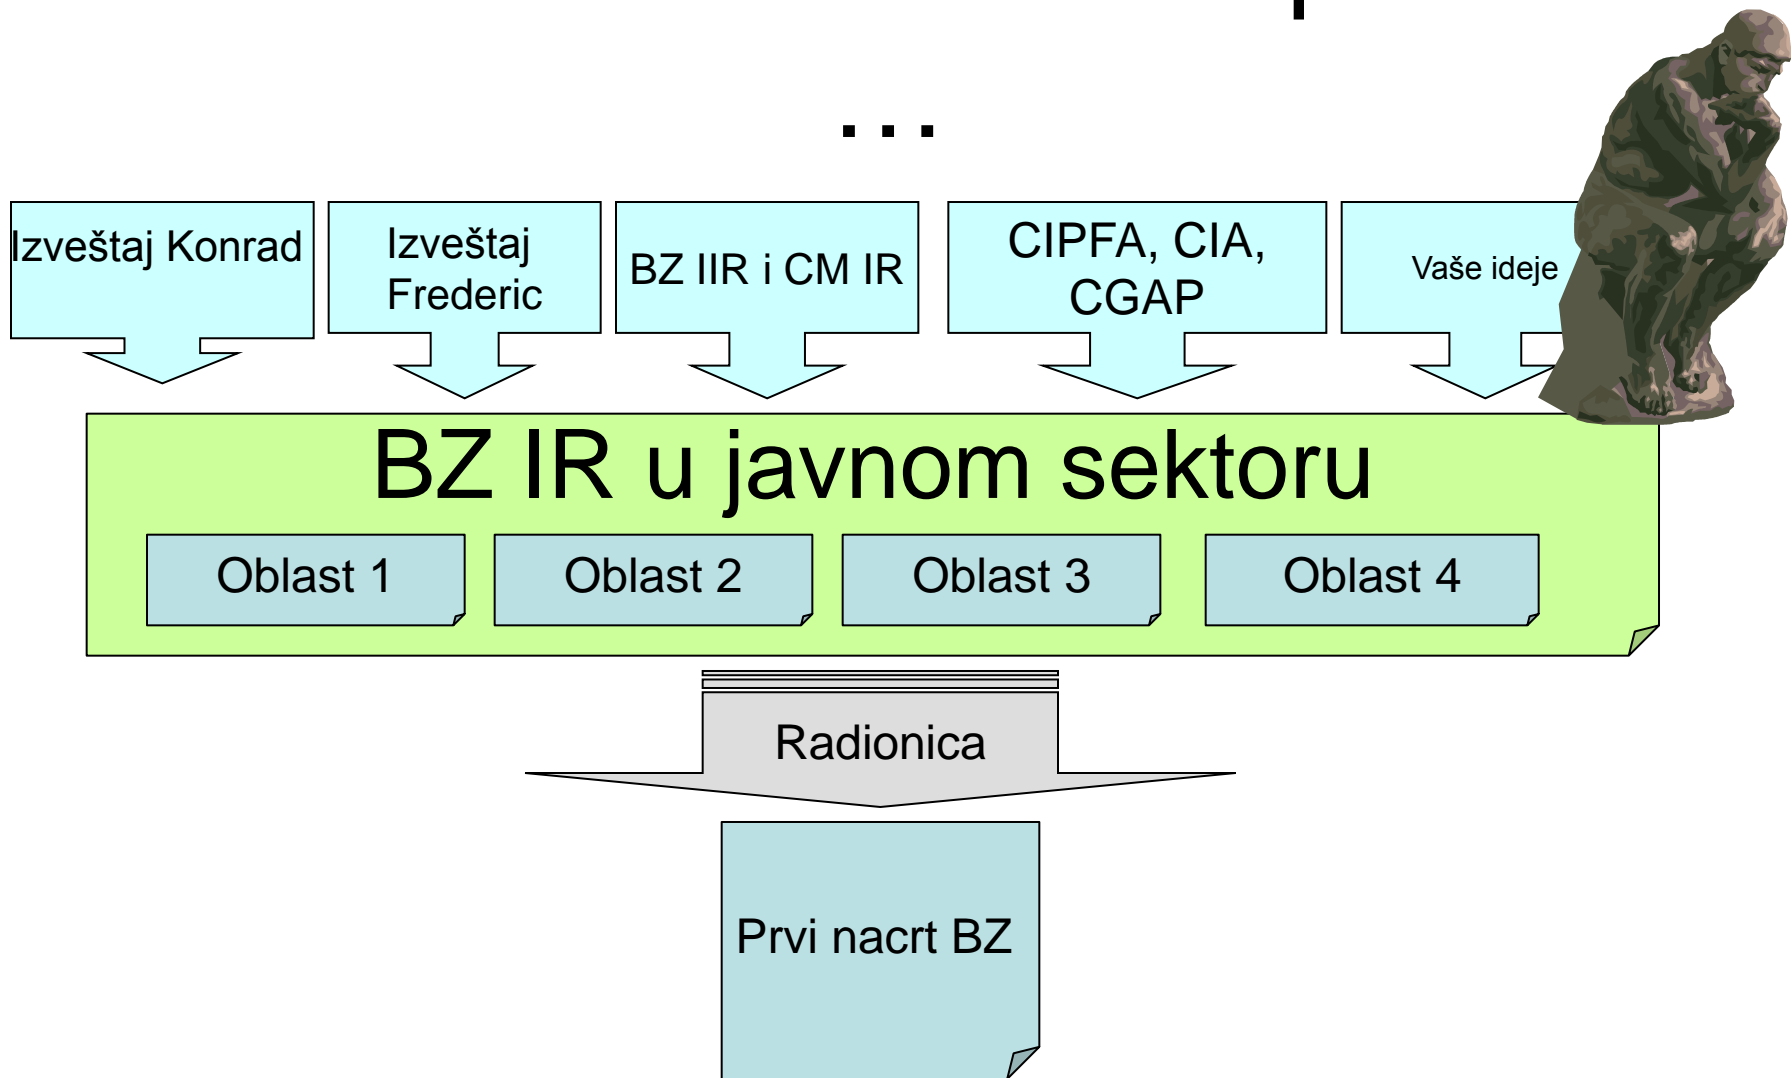 ...
Izveštaj Konrad
Izveštaj
Frederic
BZ IIR i CM IR
CIPFA, CIA,
CGAP
Vaše ideje
BZ IR u javnom sektoru
Oblast 1
Oblast 2
Oblast 3
Oblast 4
Radionica
Prvi nacrt BZ